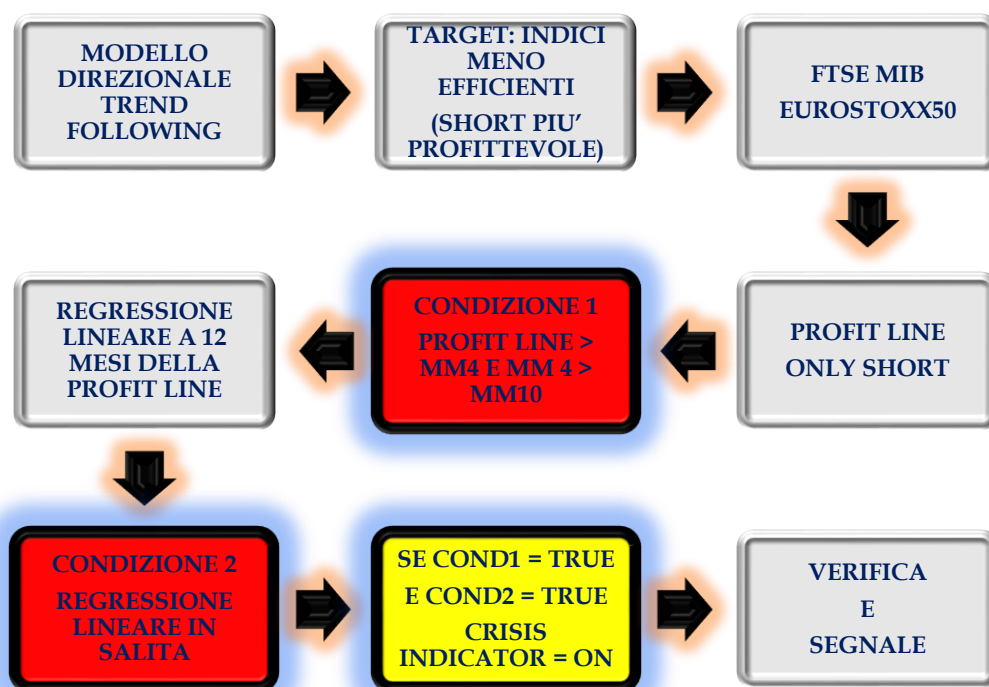 MODELLO
DIREZIONALE
TREND
FOLLOWING
TARGET: INDICI
MENO
EFFICIENTI
(SHORT PIU’
PROFITTEVOLE)
FTSE MIB
EUROSTOXX50
PROFIT LINE
ONLY SHORT
CONDIZIONE 1
PROFIT LINE >
MM4 E MM 4 >
MM10
REGRESSIONE
LINEARE A 12
MESI DELLA
PROFIT LINE
CONDIZIONE 2
REGRESSIONE
LINEARE IN
SALITA
SE COND1 = TRUE
E COND2 = TRUE
CRISIS
INDICATOR = ON
VERIFICA
E
SEGNALE